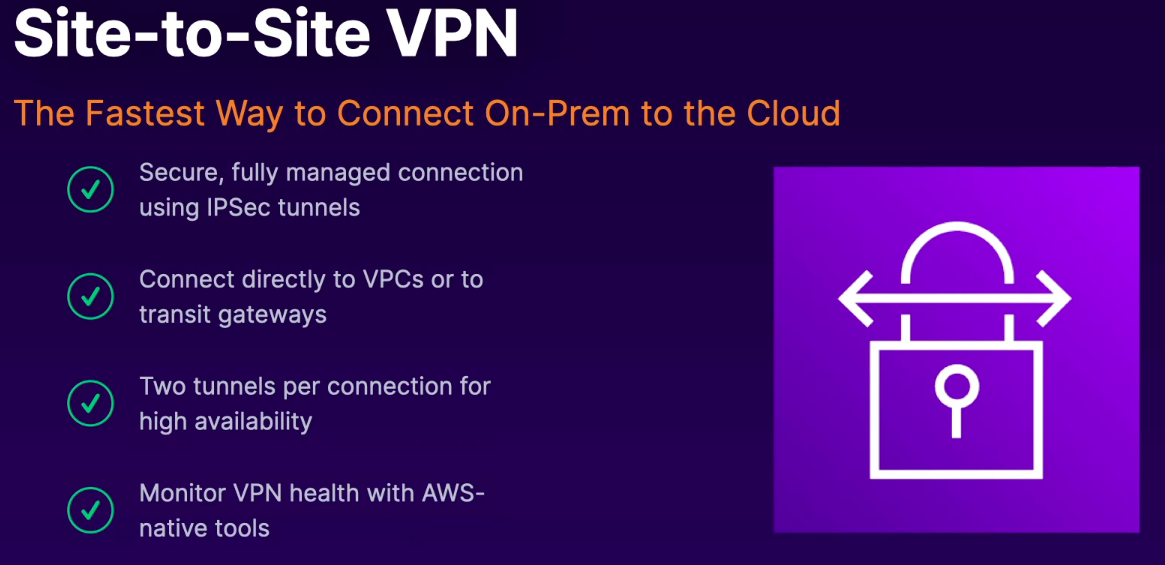 Site-to-Site VPN
The Fastest Way to Connect On-Prem to the Cloud
Secure, fully managed connection
using IPSec tunnels
Connect directly to VPCs or to
transit gateways
Two tunnels per connection for
high availability
Monitor VPN health with AWS-
native tools